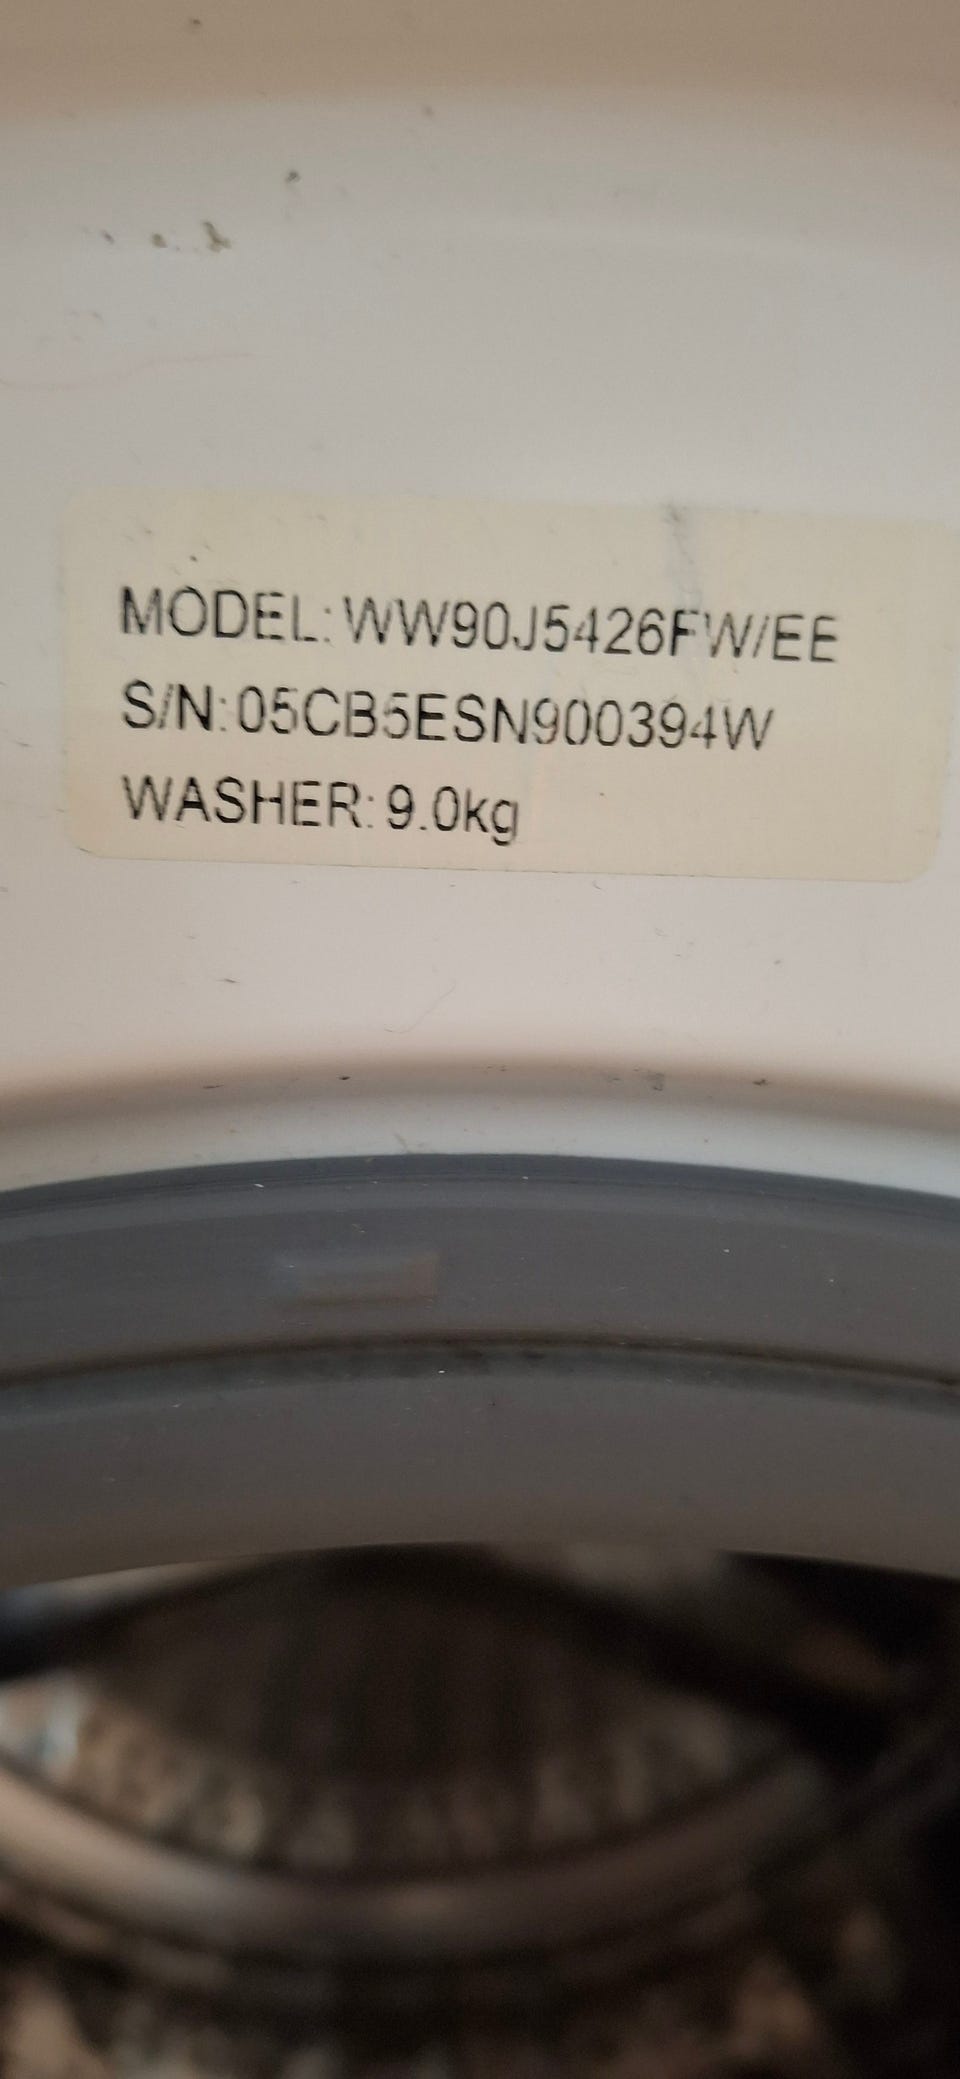 MODEL: WW90J5426FW/EE
S/N: 05CB5ESN900394W
WASHER: 9.0kg